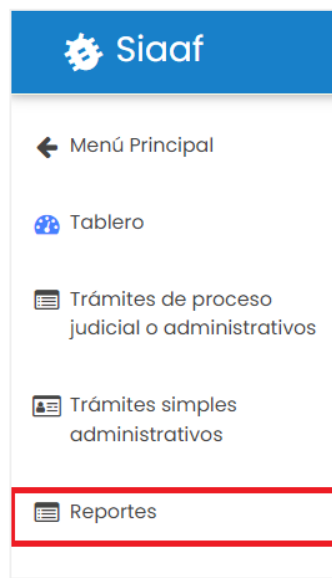 Siaaf
Menú Principal
Tablero
Trámites de proceso
judicial o administrativos
Trámites simples
administrativos
Reportes